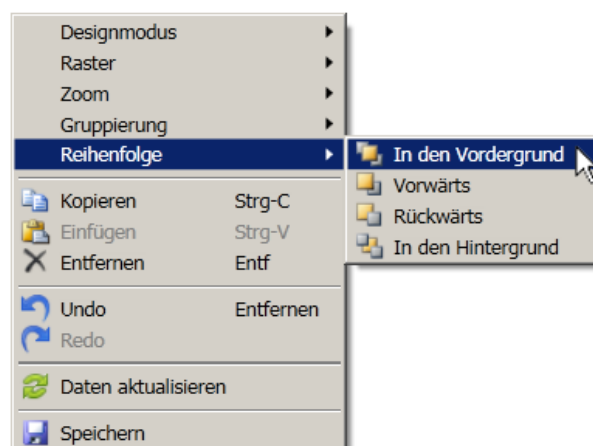 Designmodus
Raster
Zoom
Gruppierung
Reihenfolge
In den Vordergrund
Vorwärts
Rückwärts
In den Hintergrund
Kopieren Strg-C
Einfügen Strg-V
Entfernen Entf
Undo Entfernen
Redo
Daten aktualisieren
Speichern